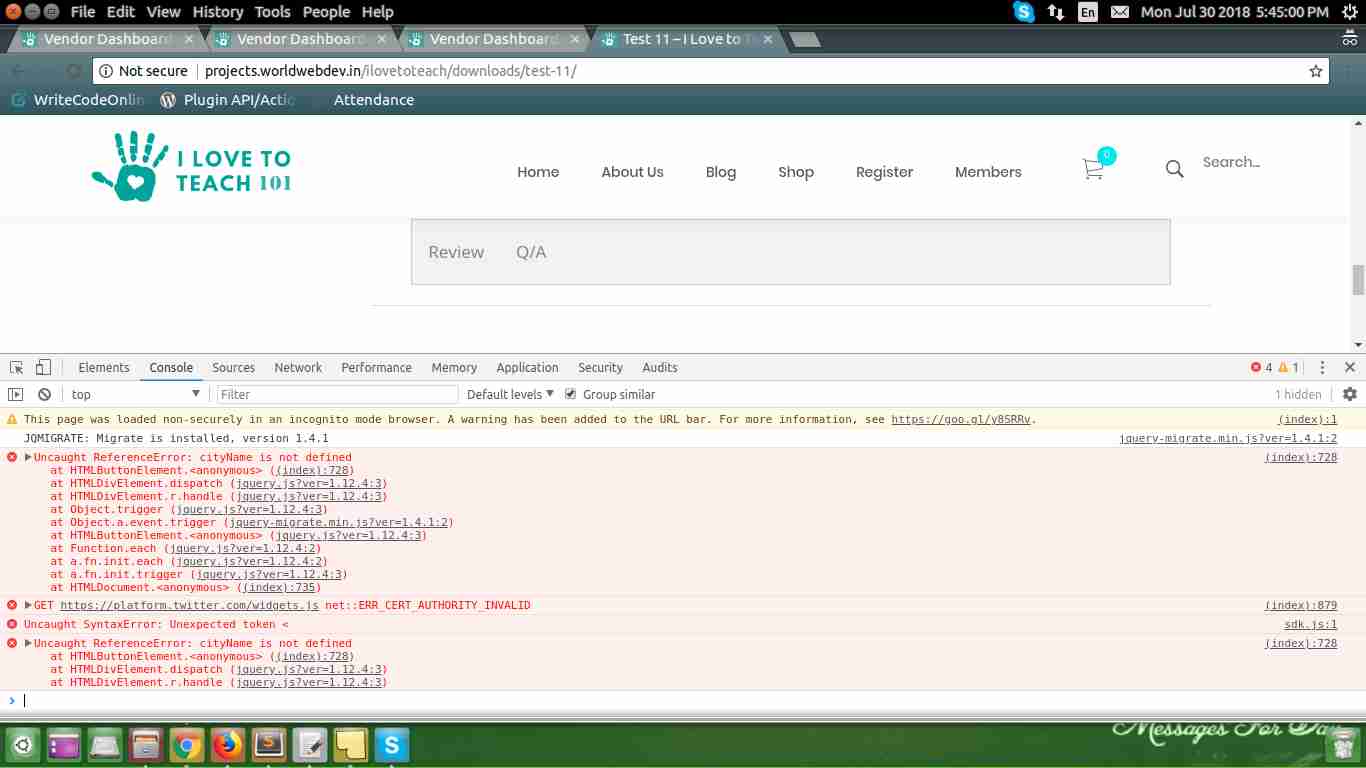 File Edit View History Tools People Help
En Mon Jul 30 2018 5:45:00 PM
Vendor Dashboard Vendor Dashboard Vendor Dashboard Test 11 – I Love to T
Not secure projects.worldwebdev.in/ilovetoteach/downloads/test-11/
WriteCodeOnlin Plugin API/Actio Attendance
I LOVE TO
TEACH 101
Home About Us Blog Shop Register Members 0 Search...
Review Q/A
Elements Console Sources Network Performance Memory Application Security Audits 4 1
top Filter Default levels Group similar 1 hidden
This page was loaded non-securely in an incognito mode browser. A warning has been added to the URL bar. For more information, see https://goo.gl/y8SRRv. (index):1
JQMIGRATE: Migrate is installed, version 1.4.1 jquery-migrate.min.js?ver=1.4.1:2
Uncaught ReferenceError: cityName is not defined (index):728
at HTMLButtonElement.<anonymous> ((index):728)
at HTMLDivElement.dispatch (jquery.js?ver=1.12.4:3)
at HTMLDivElement.r.handle (jquery.js?ver=1.12.4:3)
at Object.trigger (jquery.js?ver=1.12.4:3)
at Object.a.event.trigger (jquery-migrate.min.js?ver=1.4.1:2)
at HTMLButtonElement.<anonymous> (jquery.js?ver=1.12.4:3)
at Function.each (jquery.js?ver=1.12.4:2)
at a.fn.init.each (jquery.js?ver=1.12.4:2)
at a.fn.init.trigger (jquery.js?ver=1.12.4:3)
at HTMLDocument.<anonymous> ((index):735)
GET https://platform.twitter.com/widgets.js net::ERR_CERT_AUTHORITY_INVALID (index):879
Uncaught SyntaxError: Unexpected token < sdk.js:1
Uncaught ReferenceError: cityName is not defined (index):728
at HTMLButtonElement.<anonymous> ((index):728)
at HTMLDivElement.dispatch (jquery.js?ver=1.12.4:3)
at HTMLDivElement.r.handle (jquery.js?ver=1.12.4:3)
Messages For Day